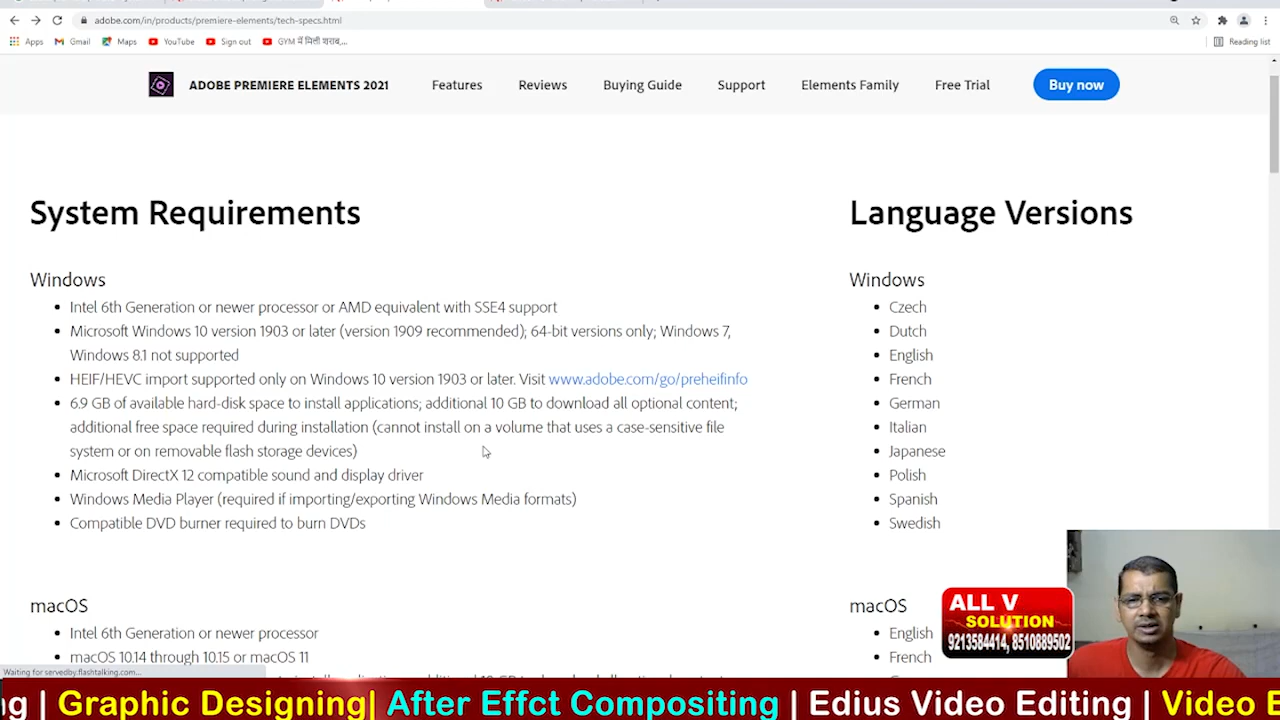 adobe.com/in/products/premiere-elements/tech-specs.html
Apps Gmail Maps YouTube Sign out GYM में मिली शराब,... Reading list
ADOBE PREMIERE ELEMENTS 2021 Features Reviews Buying Guide Support Elements Family Free Trial Buy now
System Requirements
Windows
Intel 6th Generation or newer processor or AMD equivalent with SSE4 support
Microsoft Windows 10 version 1903 or later (version 1909 recommended); 64-bit versions only; Windows 7,
Windows 8.1 not supported
HEIF/HEVC import supported only on Windows 10 version 1903 or later. Visit www.adobe.com/go/preheifinfo
6.9 GB of available hard-disk space to install applications; additional 10 GB to download all optional content;
additional free space required during installation (cannot install on a volume that uses a case-sensitive file
system or on removable flash storage devices)
Microsoft DirectX 12 compatible sound and display driver
Windows Media Player (required if importing/exporting Windows Media formats)
Compatible DVD burner required to burn DVDs
macOS
Intel 6th Generation or newer processor
macOS 10.14 through 10.15 or macOS 11
Language Versions
Windows
Czech
Dutch
English
French
German
Italian
Japanese
Polish
Spanish
Swedish
macOS
English
French
ALL V
SOLUTION
9213584414, 8510889502
Waiting for servedby.flashtalking.com...
g | Graphic Designing| After Effct Compositing | Edius Video Editing | Video E